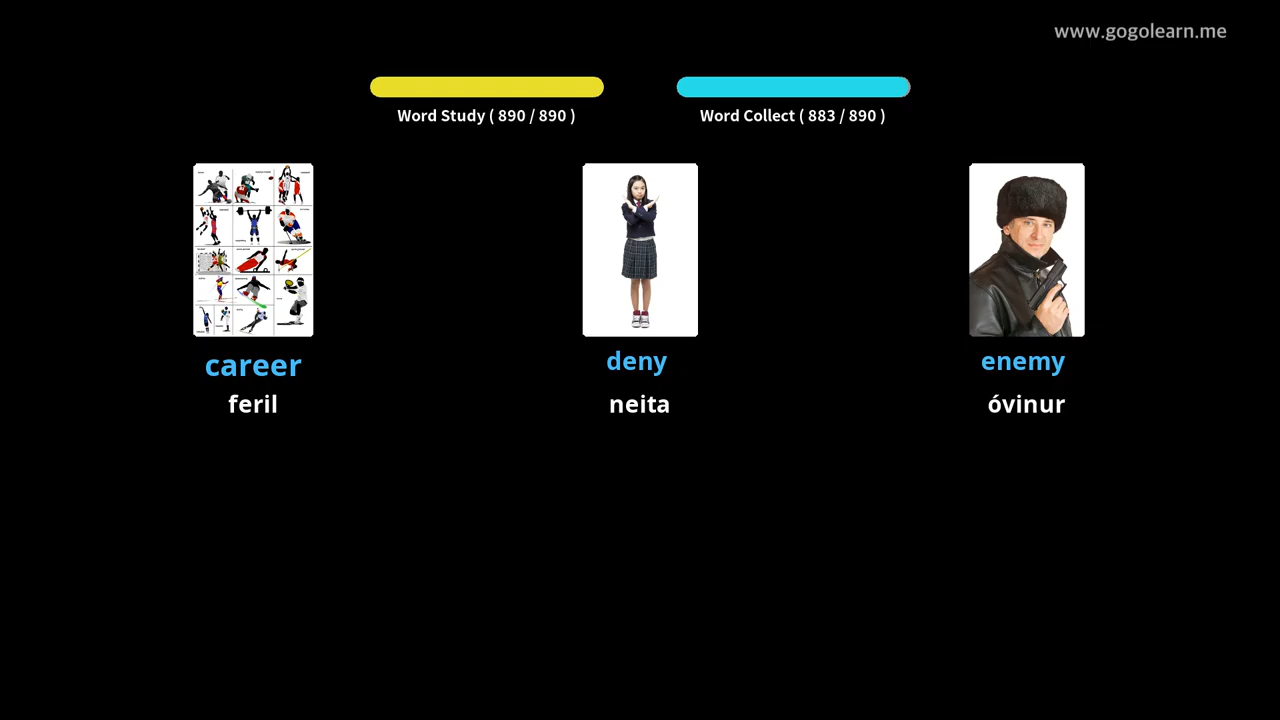 www.gogolearn.me
Word Study ( 890 / 890 )
Word Collect ( 883 / 890 )
career
deny
enemy
feril
neita
óvinur